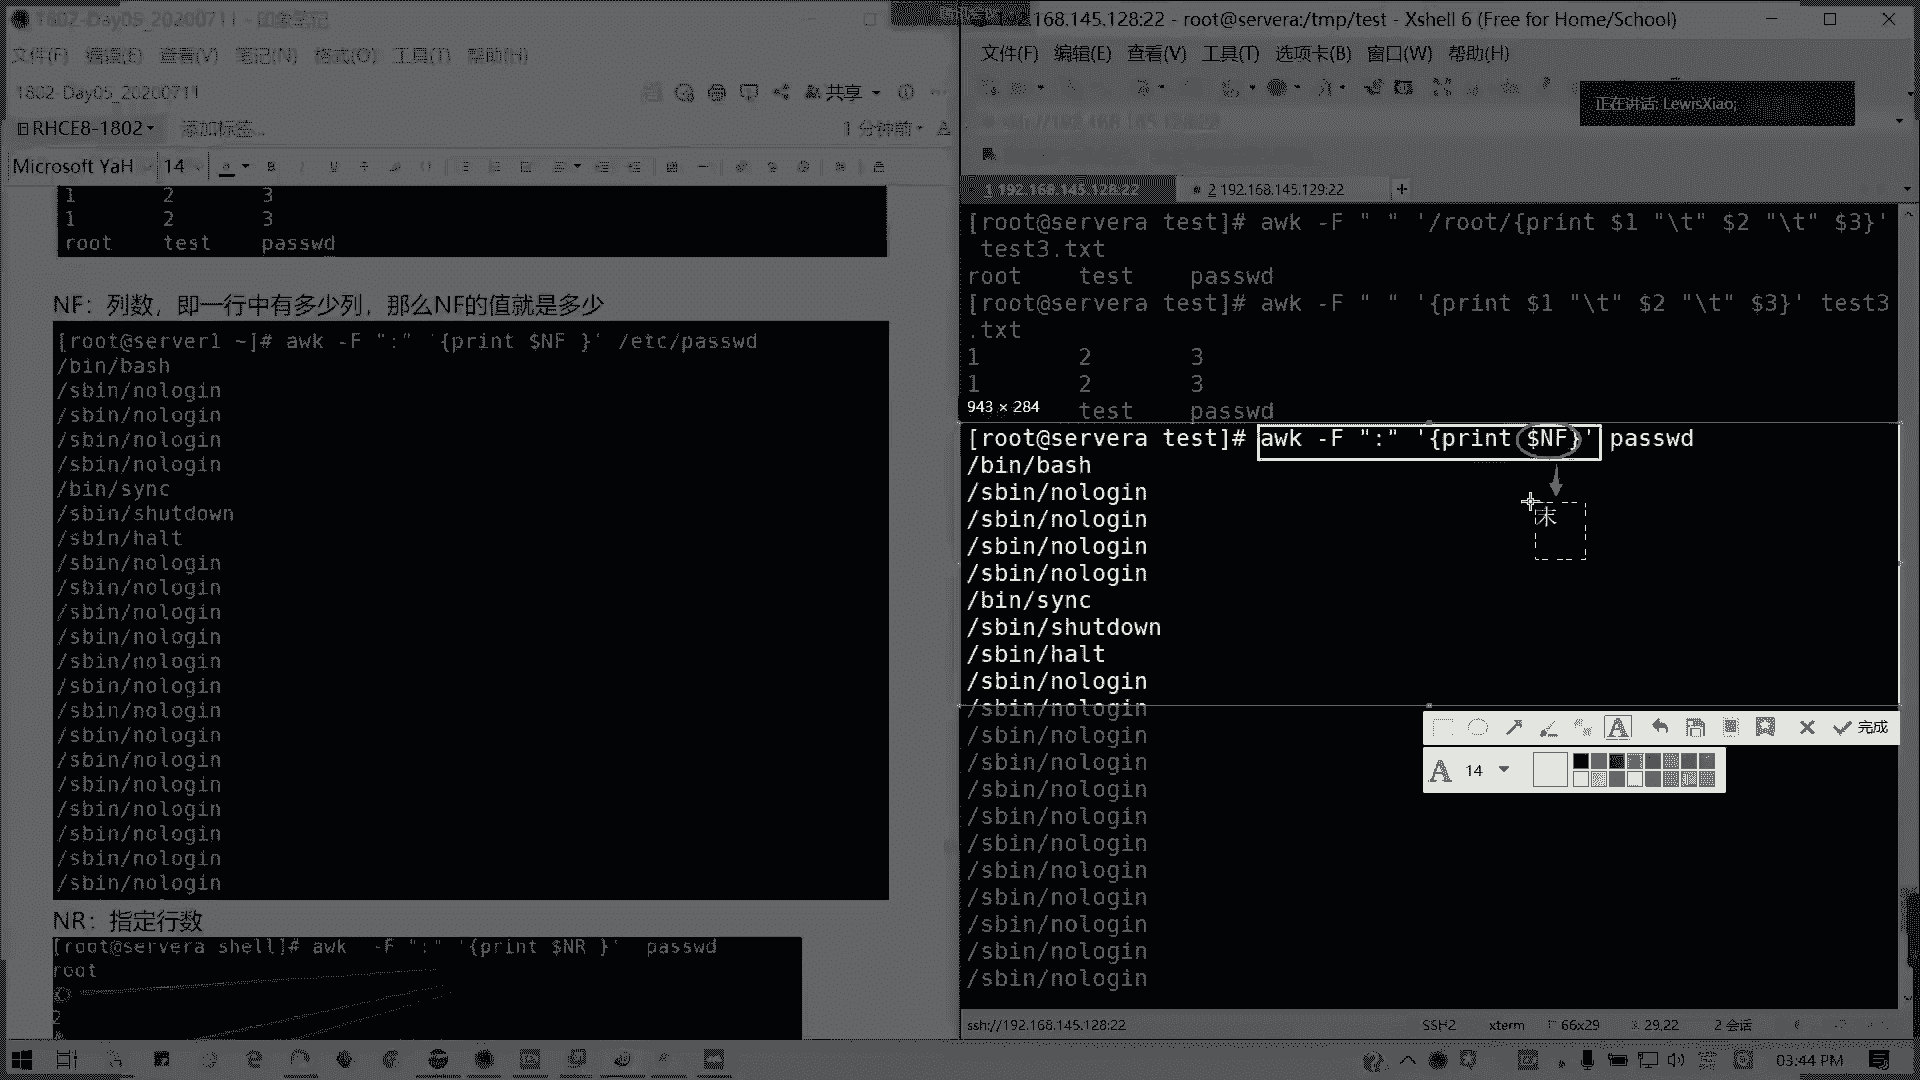 1802-Day05_20200711 - 印象笔记
文件(F) 编辑(E) 查看(V) 笔记(N) 格式(O) 工具(T) 帮助(H)
1802-Day05_20200711
共享
RHCE8-1802
添加标签...
1 分钟前
Microsoft YaH 14
1 2 3
1 2 3
root test passwd
NF：列数，即一行中有多少列，那么NF的值就是多少
[root@server1 ~]# awk -F ":" '{print $NF }' /etc/passwd
/bin/bash
/sbin/nologin
/sbin/nologin
/sbin/nologin
/sbin/nologin
/bin/sync
/sbin/shutdown
/sbin/halt
/sbin/nologin
/sbin/nologin
/sbin/nologin
/sbin/nologin
/sbin/nologin
/sbin/nologin
/sbin/nologin
/sbin/nologin
/sbin/nologin
/sbin/nologin
/sbin/nologin
/sbin/nologin
/sbin/nologin
/sbin/nologin
NR：指定行数
[root@servera shell]# awk -F ":" '{print $NR }' passwd
root
2
.168.145.128:22 - root@servera:/tmp/test - Xshell 6 (Free for Home/School)
文件(F) 编辑(E) 查看(V) 工具(T) 选项卡(B) 窗口(W) 帮助(H)
正在讲话: LewisXiao;
ssh://192.168.145.128:22
1 192.168.145.128:22
2 192.168.145.129:22
[root@servera test]# awk -F " " '/root/{print $1 "\t" $2 "\t" $3}'
test3.txt
root test passwd
[root@servera test]# awk -F " " '{print $1 "\t" $2 "\t" $3}' test3
.txt
1 2 3
1 2 3
943 × 284
test passwd
[root@servera test]# awk -F ":" '{print $NF}' passwd
/bin/bash
/sbin/nologin
/sbin/nologin
/sbin/nologin
/sbin/nologin
/bin/sync
/sbin/shutdown
/sbin/halt
/sbin/nologin
/sbin/nologin
/sbin/nologin
/sbin/nologin
/sbin/nologin
/sbin/nologin
/sbin/nologin
/sbin/nologin
/sbin/nologin
/sbin/nologin
/sbin/nologin
/sbin/nologin
末
完成
14
ssh://192.168.145.128:22
SSH2
xterm
66x29
29,22
2 会话
03:44 PM